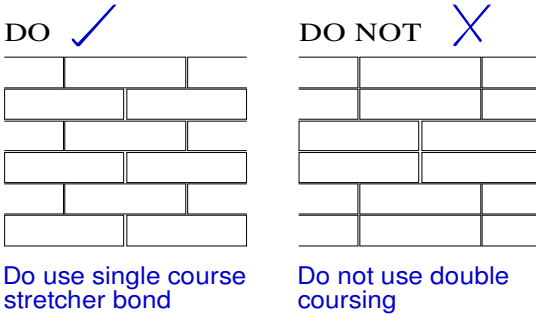 DO
DO NOT
Do use single course
stretcher bond
Do not use double
coursing